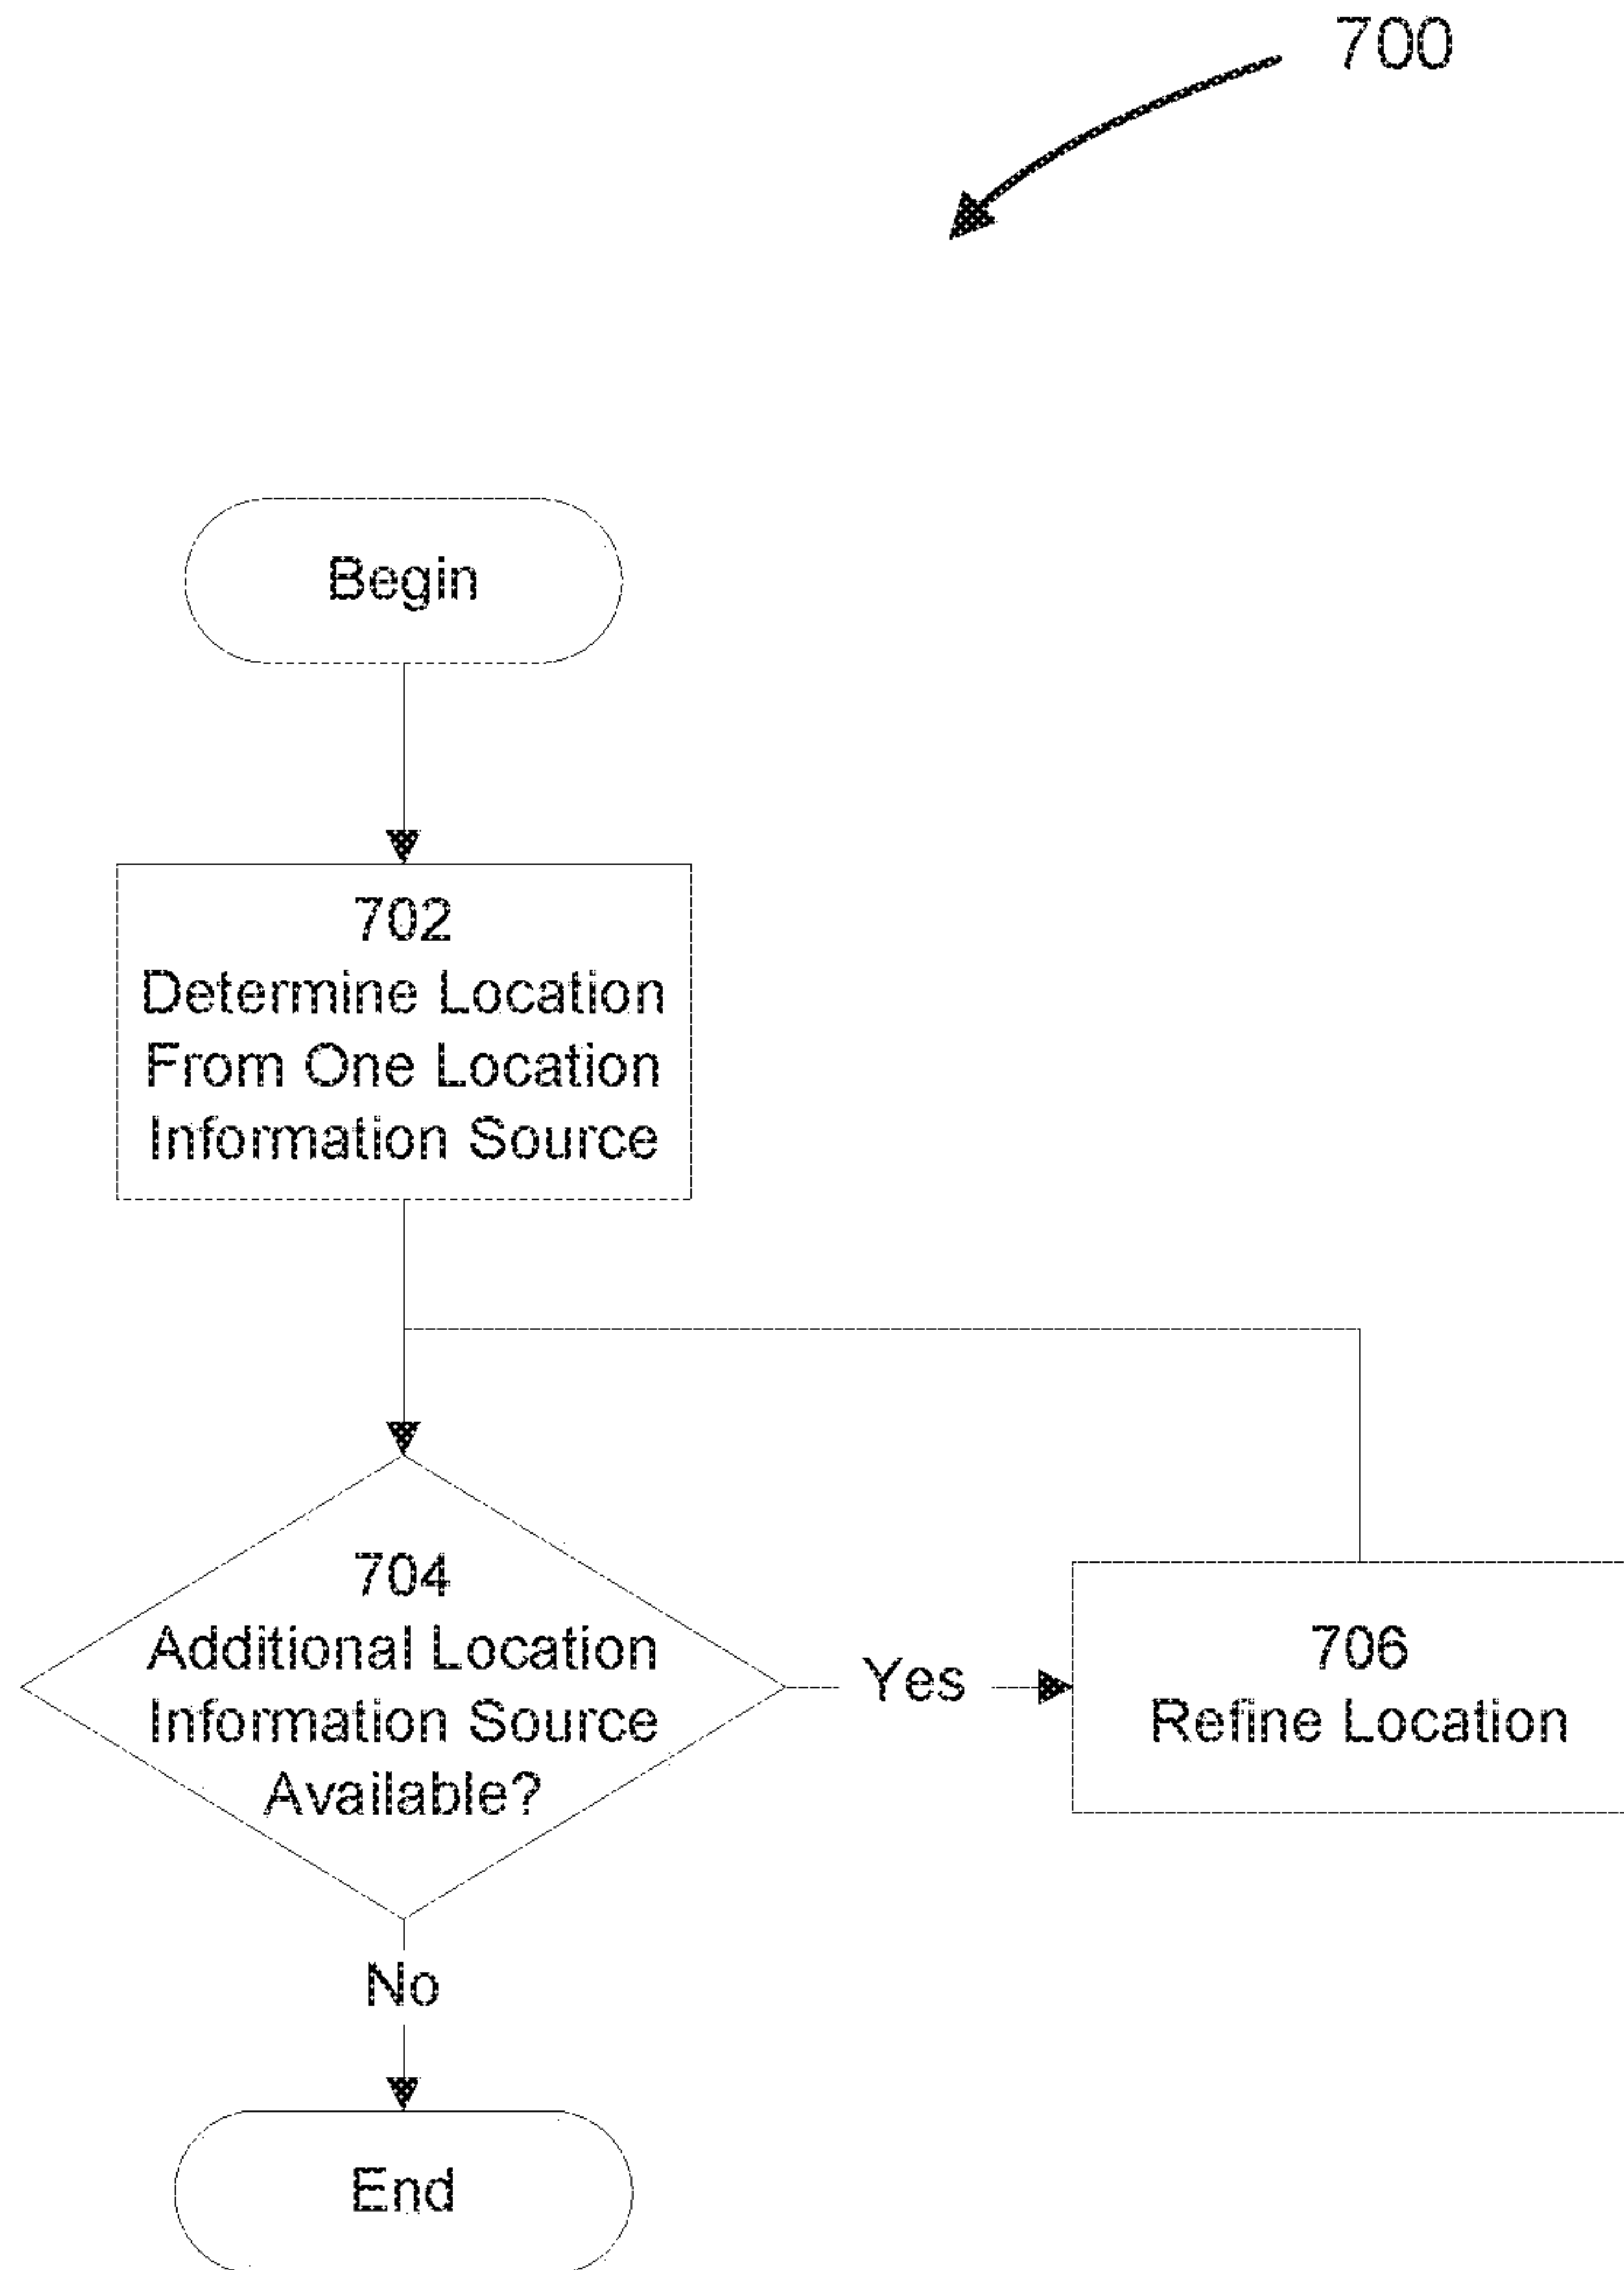 700
Begin
702
Determine Location
From One Location
Information Source
704
Additional Location
Information Source
Available?
Yes
706
Refine Location
No
End